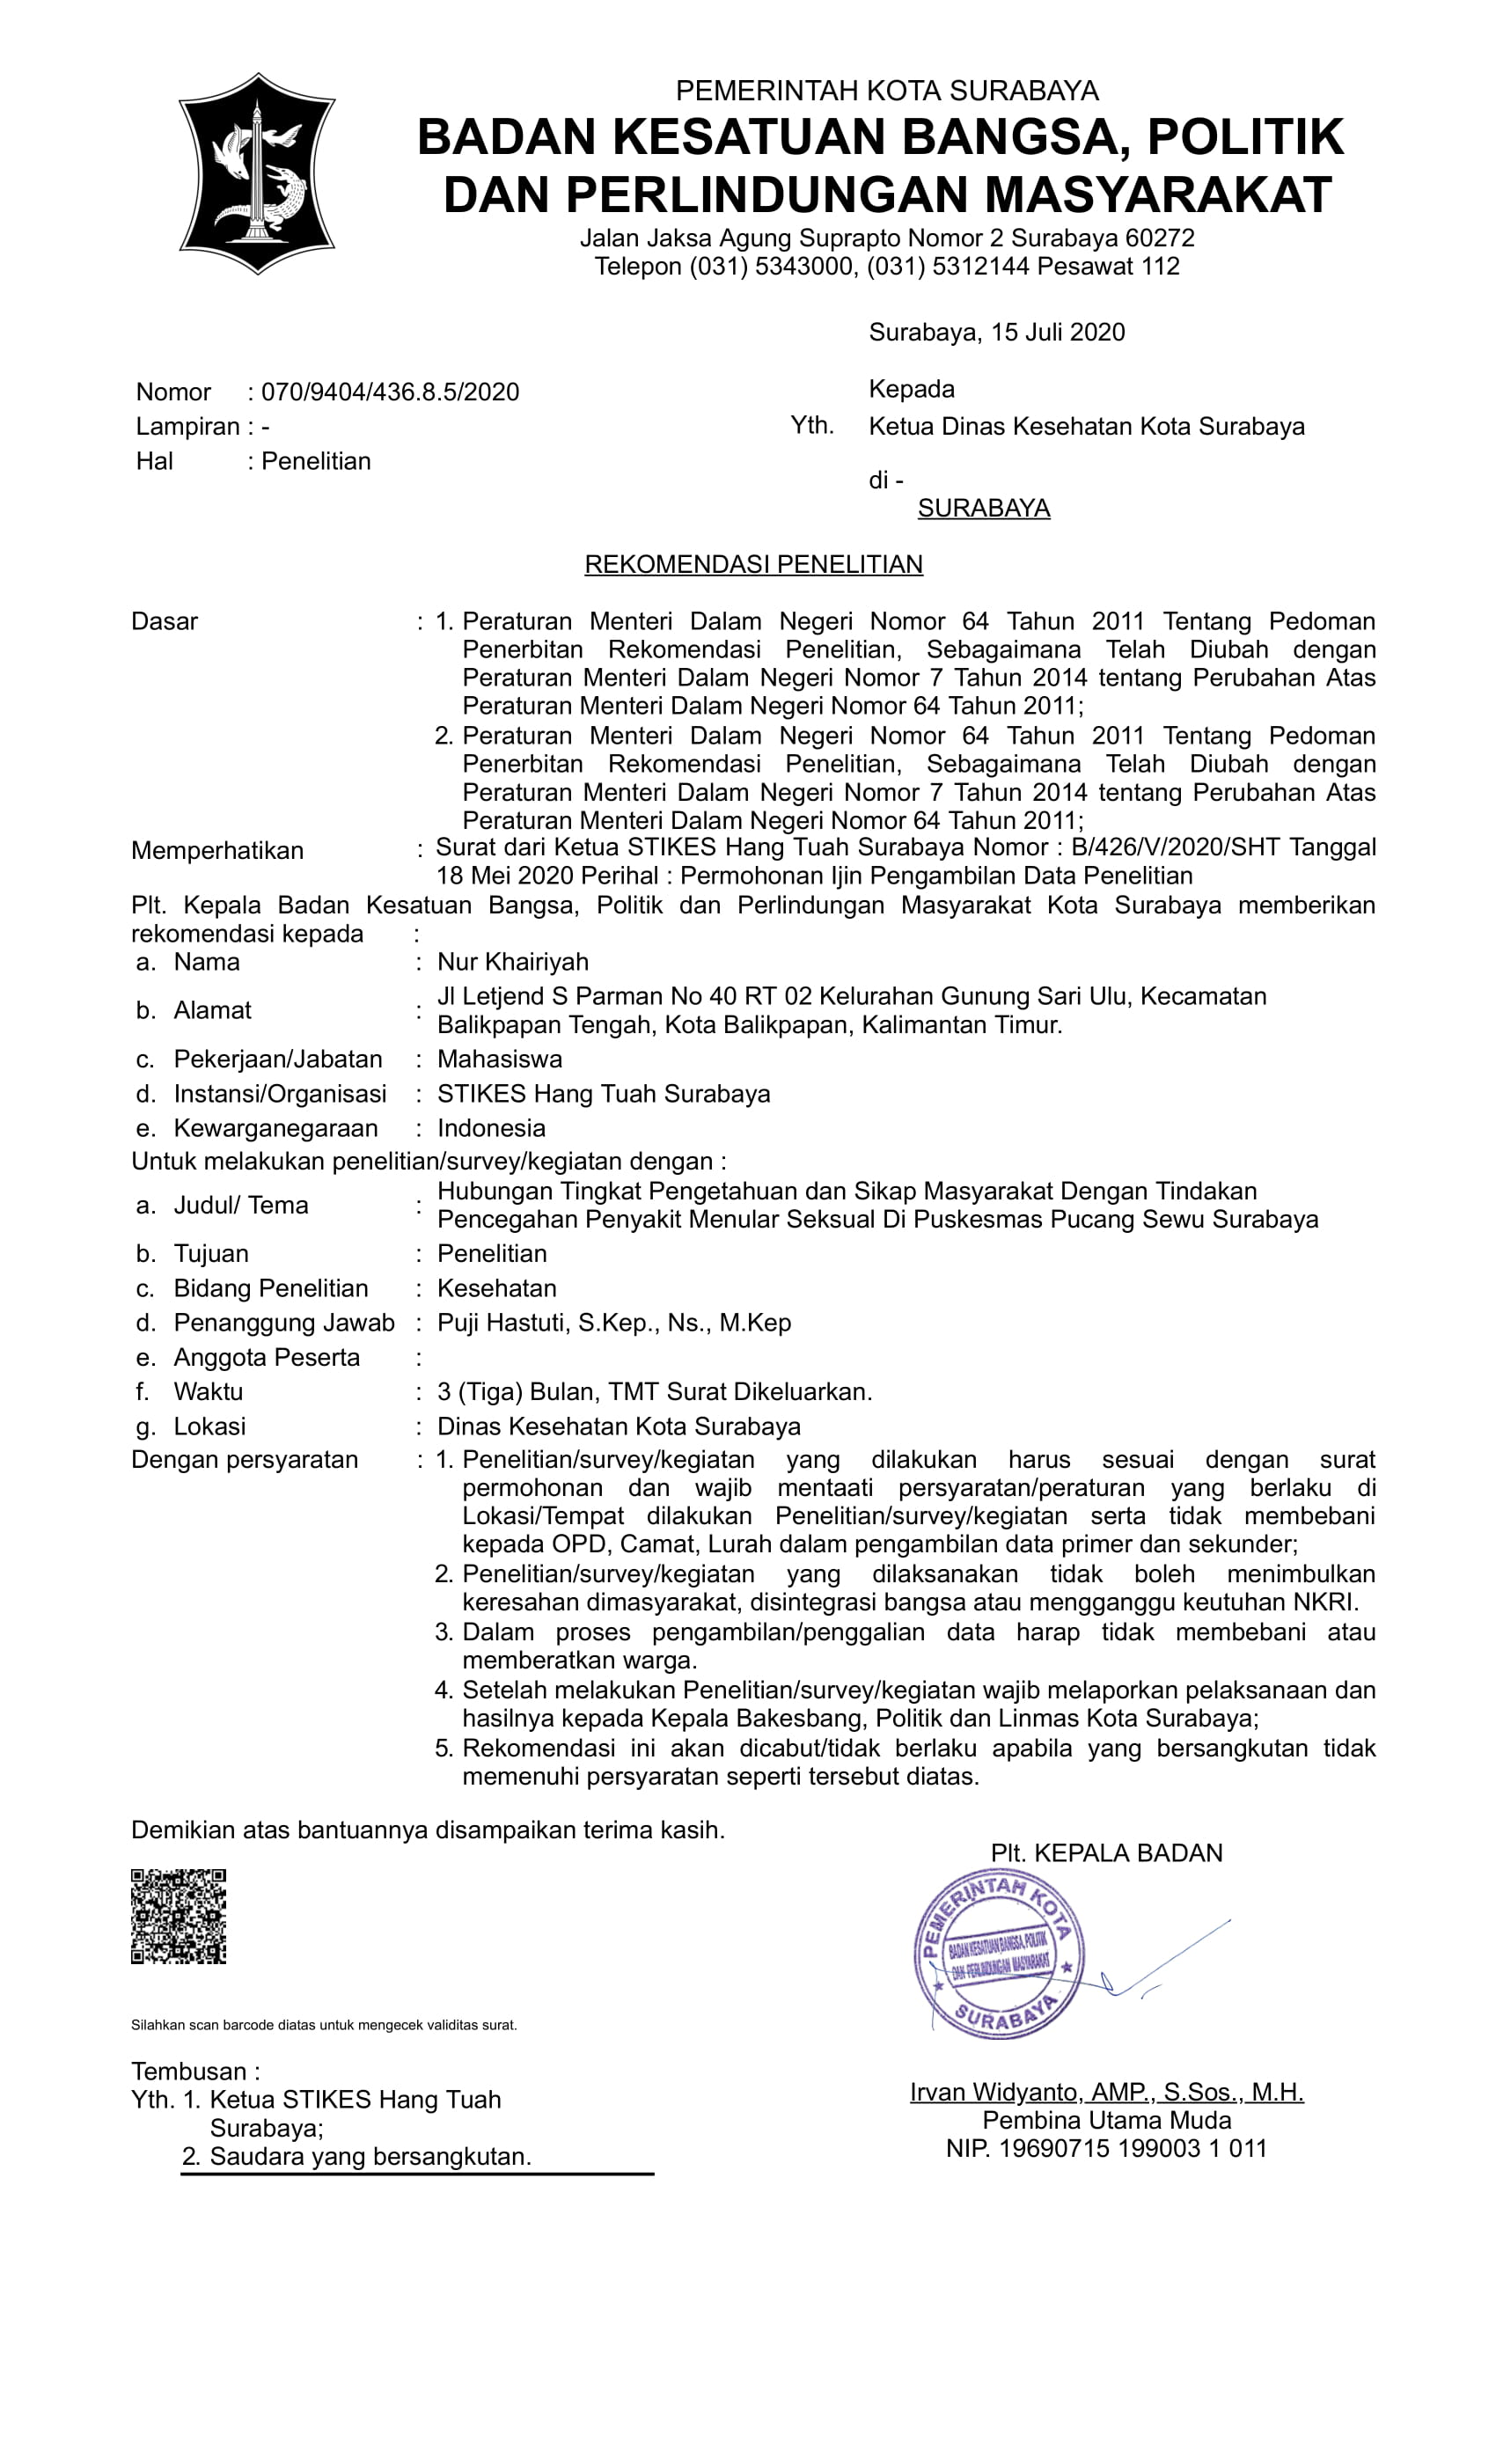 PEMERINTAH KOTA SURABAYA
BADAN KESATUAN BANGSA, POLITIK
DAN PERLINDUNGAN MASYARAKAT
Jalan Jaksa Agung Suprapto Nomor 2 Surabaya 60272
Telepon (031) 5343000, (031) 5312144 Pesawat 112
Surabaya, 15 Juli 2020
Nomor : 070/9404/436.8.5/2020
Lampiran : -
Hal : Penelitian
Kepada
Yth. Ketua Dinas Kesehatan Kota Surabaya
di -
SURABAYA
REKOMENDASI PENELITIAN
Dasar : 1. Peraturan Menteri Dalam Negeri Nomor 64 Tahun 2011 Tentang Pedoman
Penerbitan Rekomendasi Penelitian, Sebagaimana Telah Diubah dengan
Peraturan Menteri Dalam Negeri Nomor 7 Tahun 2014 tentang Perubahan Atas
Peraturan Menteri Dalam Negeri Nomor 64 Tahun 2011;
2. Peraturan Menteri Dalam Negeri Nomor 64 Tahun 2011 Tentang Pedoman
Penerbitan Rekomendasi Penelitian, Sebagaimana Telah Diubah dengan
Peraturan Menteri Dalam Negeri Nomor 7 Tahun 2014 tentang Perubahan Atas
Peraturan Menteri Dalam Negeri Nomor 64 Tahun 2011;
Memperhatikan : Surat dari Ketua STIKES Hang Tuah Surabaya Nomor : B/426/V/2020/SHT Tanggal
18 Mei 2020 Perihal : Permohonan Ijin Pengambilan Data Penelitian
Plt. Kepala Badan Kesatuan Bangsa, Politik dan Perlindungan Masyarakat Kota Surabaya memberikan
rekomendasi kepada :
a. Nama : Nur Khairiyah
b. Alamat : Jl Letjend S Parman No 40 RT 02 Kelurahan Gunung Sari Ulu, Kecamatan
Balikpapan Tengah, Kota Balikpapan, Kalimantan Timur.
c. Pekerjaan/Jabatan : Mahasiswa
d. Instansi/Organisasi : STIKES Hang Tuah Surabaya
e. Kewarganegaraan : Indonesia
Untuk melakukan penelitian/survey/kegiatan dengan :
a. Judul/ Tema : Hubungan Tingkat Pengetahuan dan Sikap Masyarakat Dengan Tindakan
Pencegahan Penyakit Menular Seksual Di Puskesmas Pucang Sewu Surabaya
b. Tujuan : Penelitian
c. Bidang Penelitian : Kesehatan
d. Penanggung Jawab : Puji Hastuti, S.Kep., Ns., M.Kep
e. Anggota Peserta :
f. Waktu : 3 (Tiga) Bulan, TMT Surat Dikeluarkan.
g. Lokasi : Dinas Kesehatan Kota Surabaya
Dengan persyaratan : 1. Penelitian/survey/kegiatan yang dilakukan harus sesuai dengan surat
permohonan dan wajib mentaati persyaratan/peraturan yang berlaku di
Lokasi/Tempat dilakukan Penelitian/survey/kegiatan serta tidak membebani
kepada OPD, Camat, Lurah dalam pengambilan data primer dan sekunder;
2. Penelitian/survey/kegiatan yang dilaksanakan tidak boleh menimbulkan
keresahan dimasyarakat, disintegrasi bangsa atau mengganggu keutuhan NKRI.
3. Dalam proses pengambilan/penggalian data harap tidak membebani atau
memberatkan warga.
4. Setelah melakukan Penelitian/survey/kegiatan wajib melaporkan pelaksanaan dan
hasilnya kepada Kepala Bakesbang, Politik dan Linmas Kota Surabaya;
5. Rekomendasi ini akan dicabut/tidak berlaku apabila yang bersangkutan tidak
memenuhi persyaratan seperti tersebut diatas.
Demikian atas bantuannya disampaikan terima kasih.
Plt. KEPALA BADAN
PEMERINTAH KOTA
BADAN KESATUAN BANGSA, POLITIK
DAN PERLINDUNGAN MASYARAKAT
SURABAYA
Silahkan scan barcode diatas untuk mengecek validitas surat.
Tembusan :
Yth. 1. Ketua STIKES Hang Tuah
Surabaya;
2. Saudara yang bersangkutan.
Irvan Widyanto, AMP., S.Sos., M.H.
Pembina Utama Muda
NIP. 19690715 199003 1 011